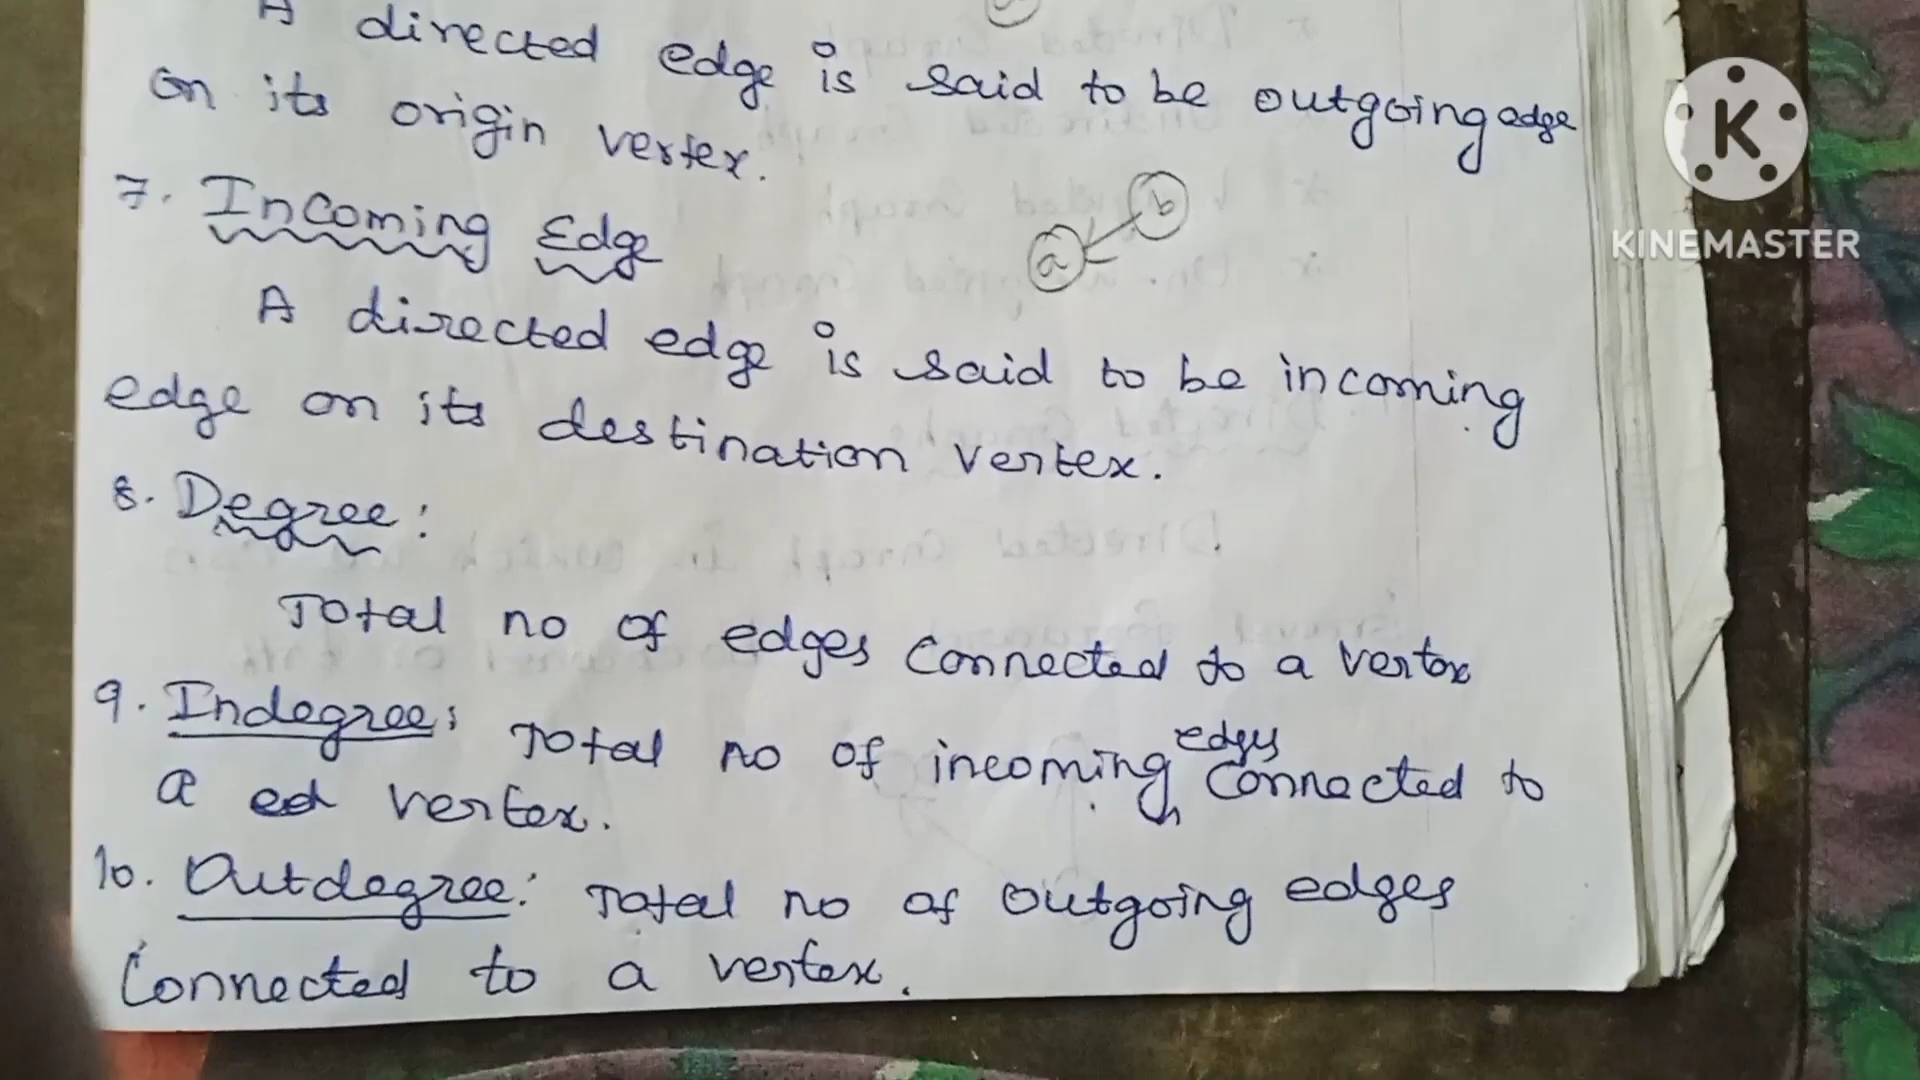 A directed edge is said to be outgoing edge
on its origin vertex.
7. Incoming Edge
b
a
A directed edge is said to be incoming
edge on its destination vertex.
8. Degree:
Total no of edges connected to a vertex
9. Indegree: Total no of incoming edges connected to
a vertex.
10. Outdegree: Total no of outgoing edges
Connected to a vertex.
K
KINEMASTER